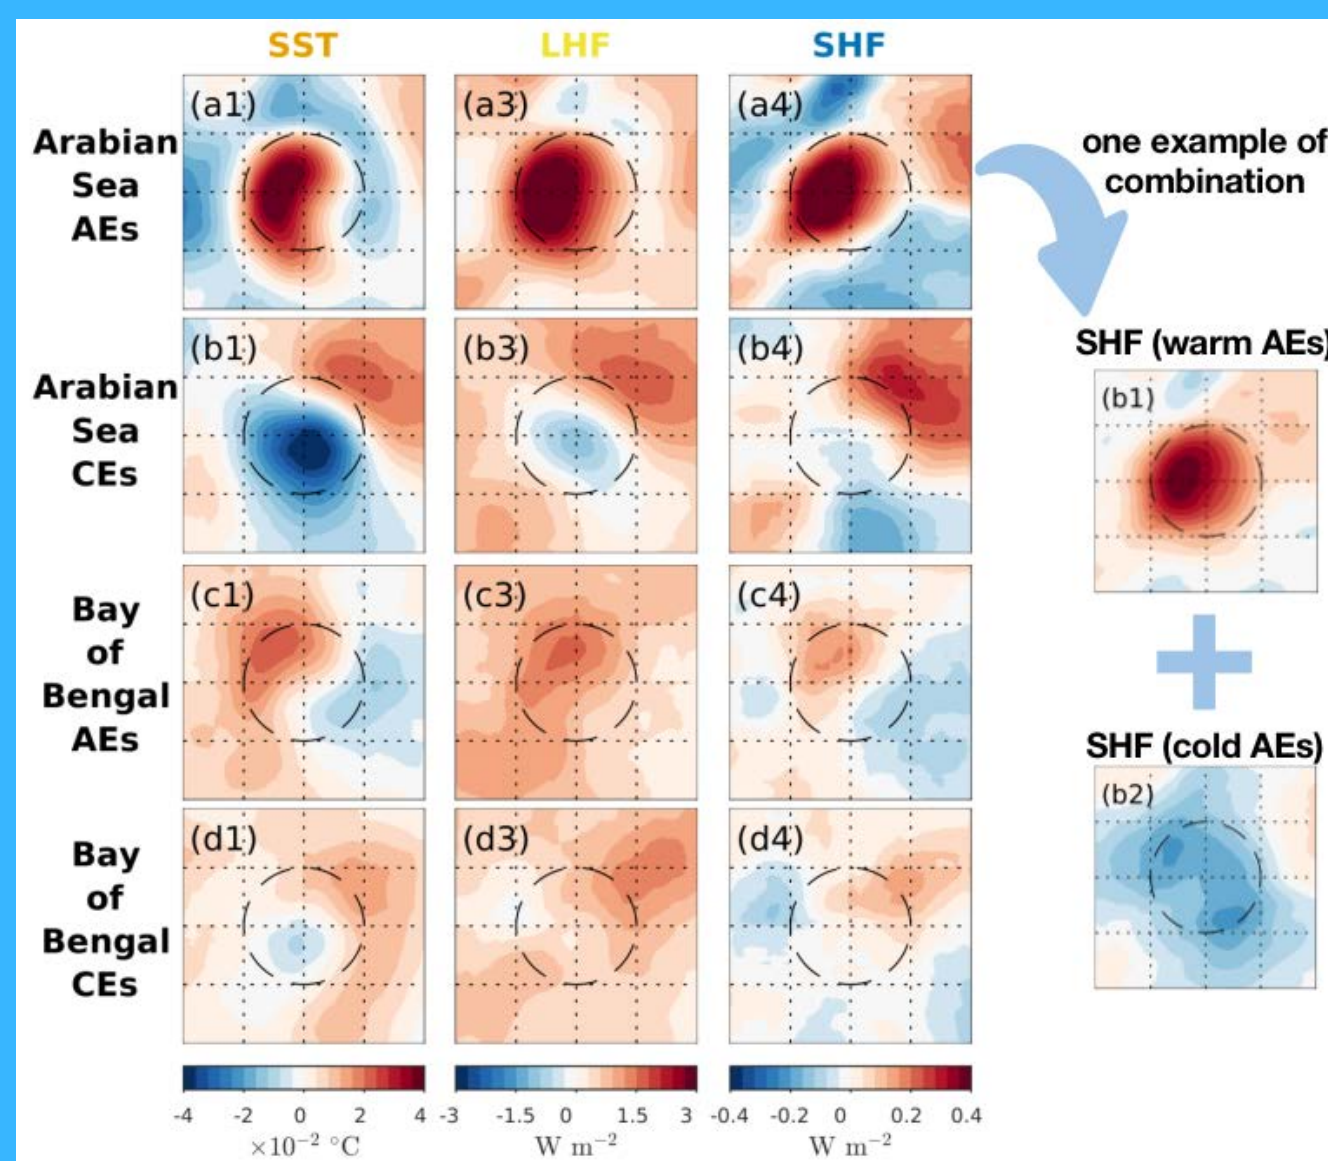 SST LHF SHF
(a1) (a3) (a4)
Arabian
Sea
AEs
one example of
combination
(b1) (b3) (b4)
Arabian
Sea
CEs
SHF (warm AEs)
(b1)
(c1) (c3) (c4)
Bay
of
Bengal
AEs
SHF (cold AEs)
(b2)
(d1) (d3) (d4)
Bay
of
Bengal
CEs
-4 -2 0 2 4 -3 -1.5 0 1.5 3 -0.4 -0.2 0 0.2 0.4
×10⁻² °C W m⁻² W m⁻²